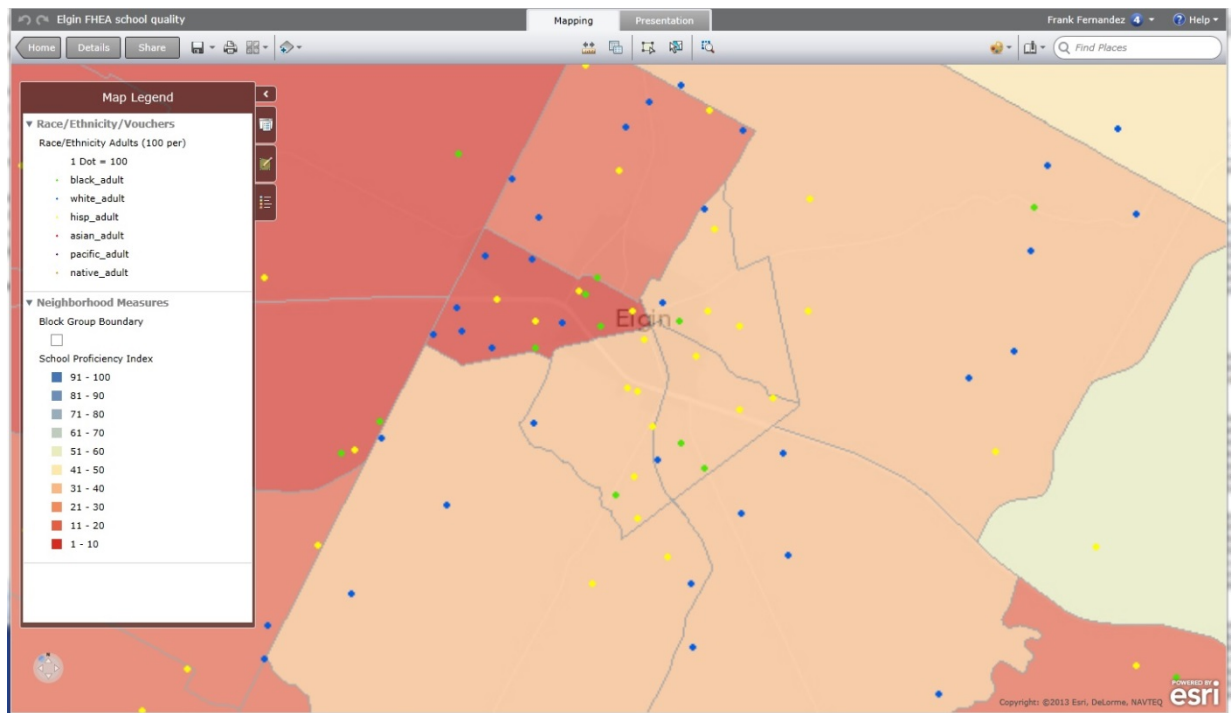 Elgin FHEA school quality
Mapping
Presentation
Frank Fernandez 4
Help
Home
Details
Share
Find Places
Map Legend
Race/Ethnicity/Vouchers
Race/Ethnicity Adults (100 per)
1 Dot = 100
black_adult
white_adult
hisp_adult
asian_adult
pacific_adult
native_adult
Neighborhood Measures
Block Group Boundary
School Proficiency Index
91 - 100
81 - 90
71 - 80
61 - 70
51 - 60
41 - 50
31 - 40
21 - 30
11 - 20
1 - 10
Elgin
POWERED BY
esri
Copyright: ©2013 Esri, DeLorme, NAVTEQ